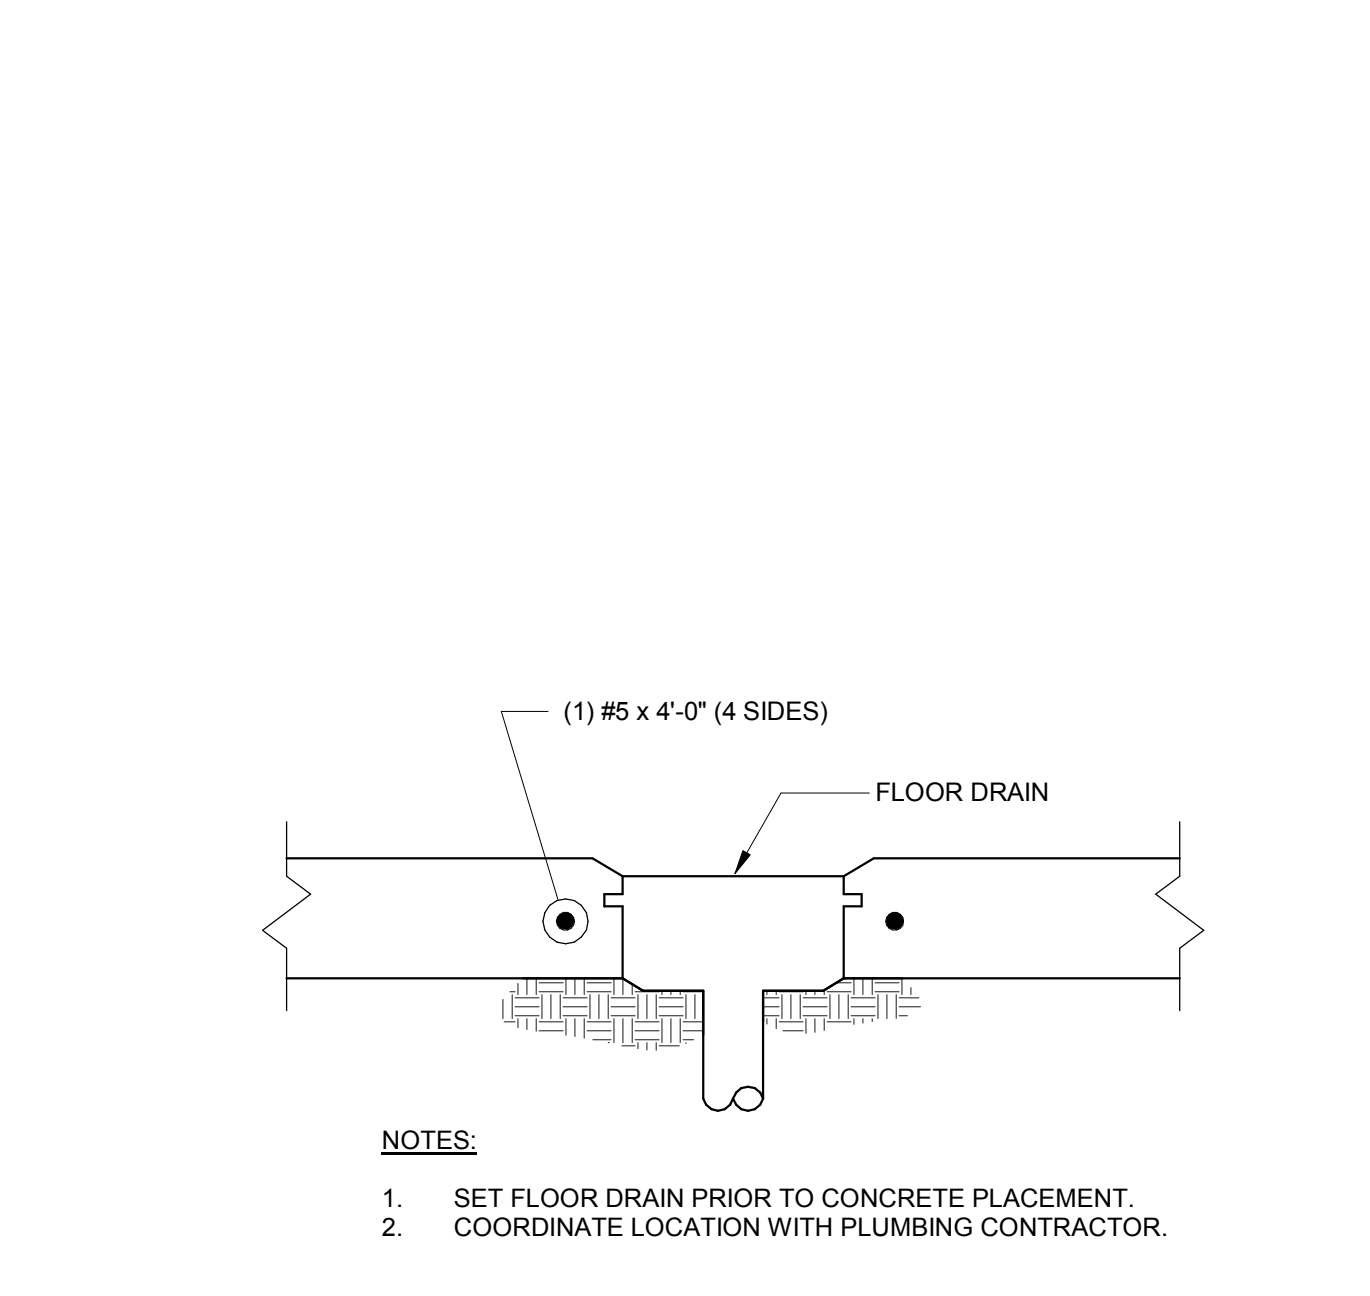 (1) #5 x 4'-0" (4 SIDES)
FLOOR DRAIN
NOTES:
1. SET FLOOR DRAIN PRIOR TO CONCRETE PLACEMENT.
2. COORDINATE LOCATION WITH PLUMBING CONTRACTOR.